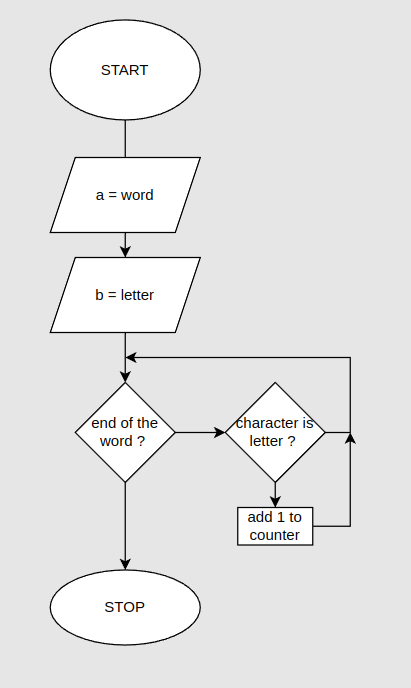 START
a = word
b = letter
end of the
word ?
character is
letter ?
add 1 to
counter
STOP